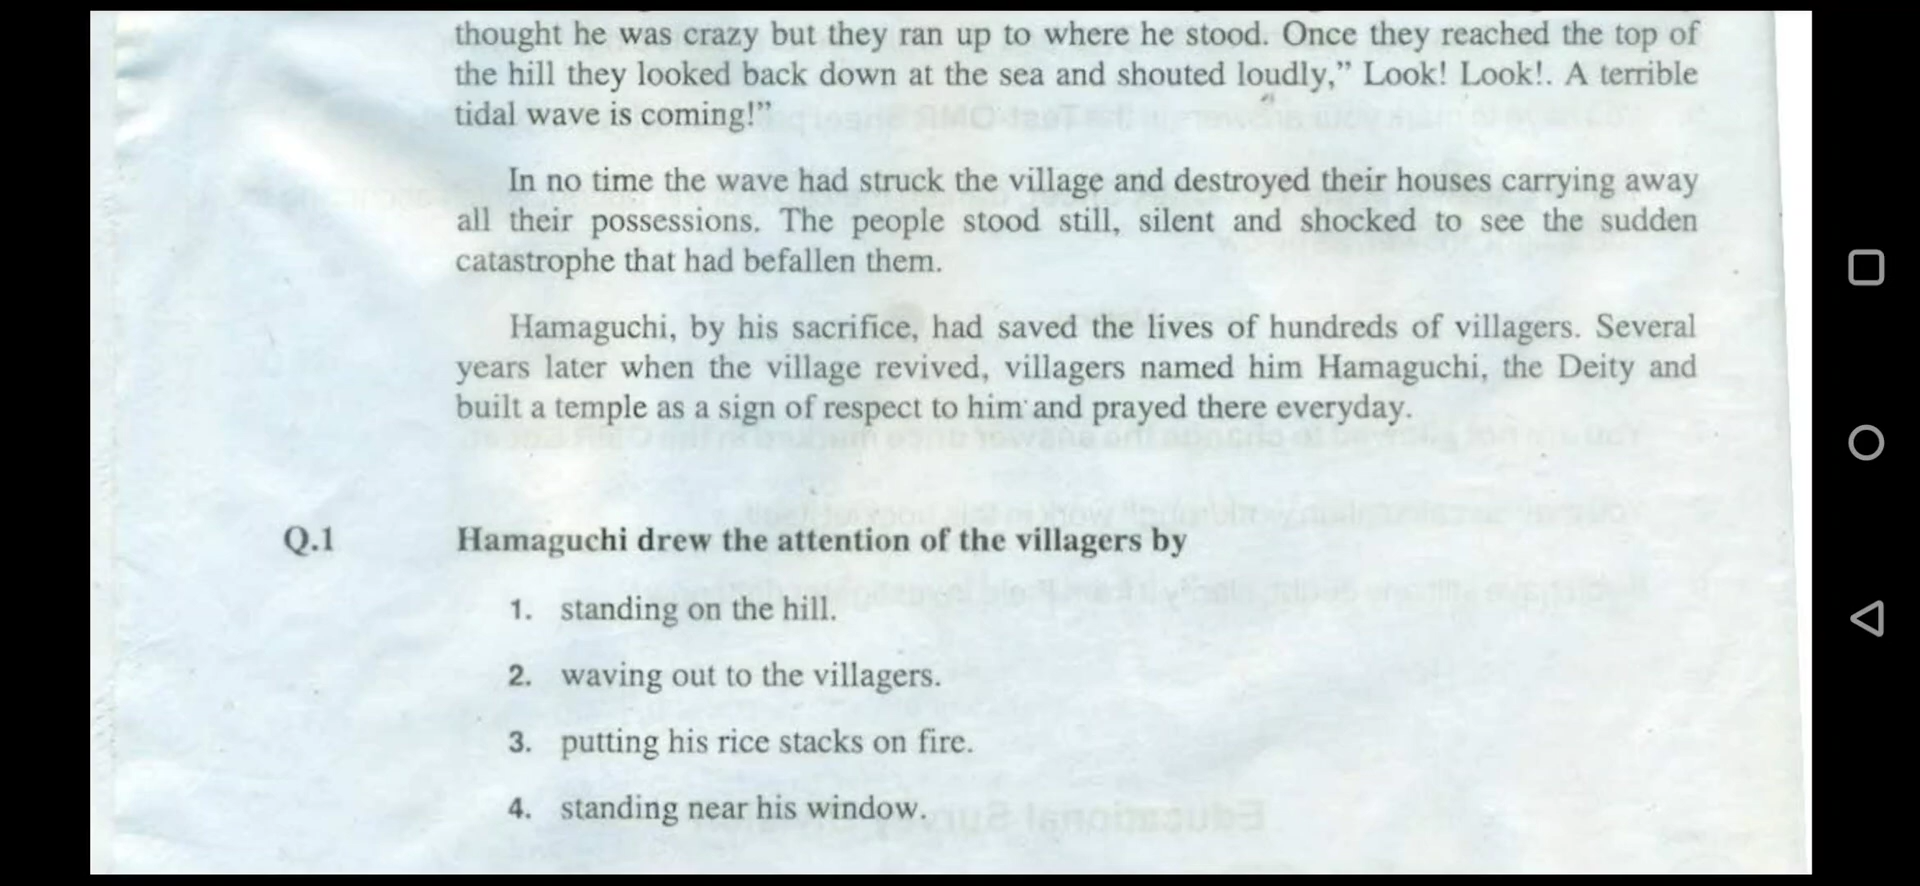 thought he was crazy but they ran up to where he stood. Once they reached the top of
the hill they looked back down at the sea and shouted loudly,” Look! Look!. A terrible
tidal wave is coming!”
In no time the wave had struck the village and destroyed their houses carrying away
all their possessions. The people stood still, silent and shocked to see the sudden
catastrophe that had befallen them.
Hamaguchi, by his sacrifice, had saved the lives of hundreds of villagers. Several
years later when the village revived, villagers named him Hamaguchi, the Deity and
built a temple as a sign of respect to him and prayed there everyday.
Q.1 Hamaguchi drew the attention of the villagers by
1. standing on the hill.
2. waving out to the villagers.
3. putting his rice stacks on fire.
4. standing near his window.